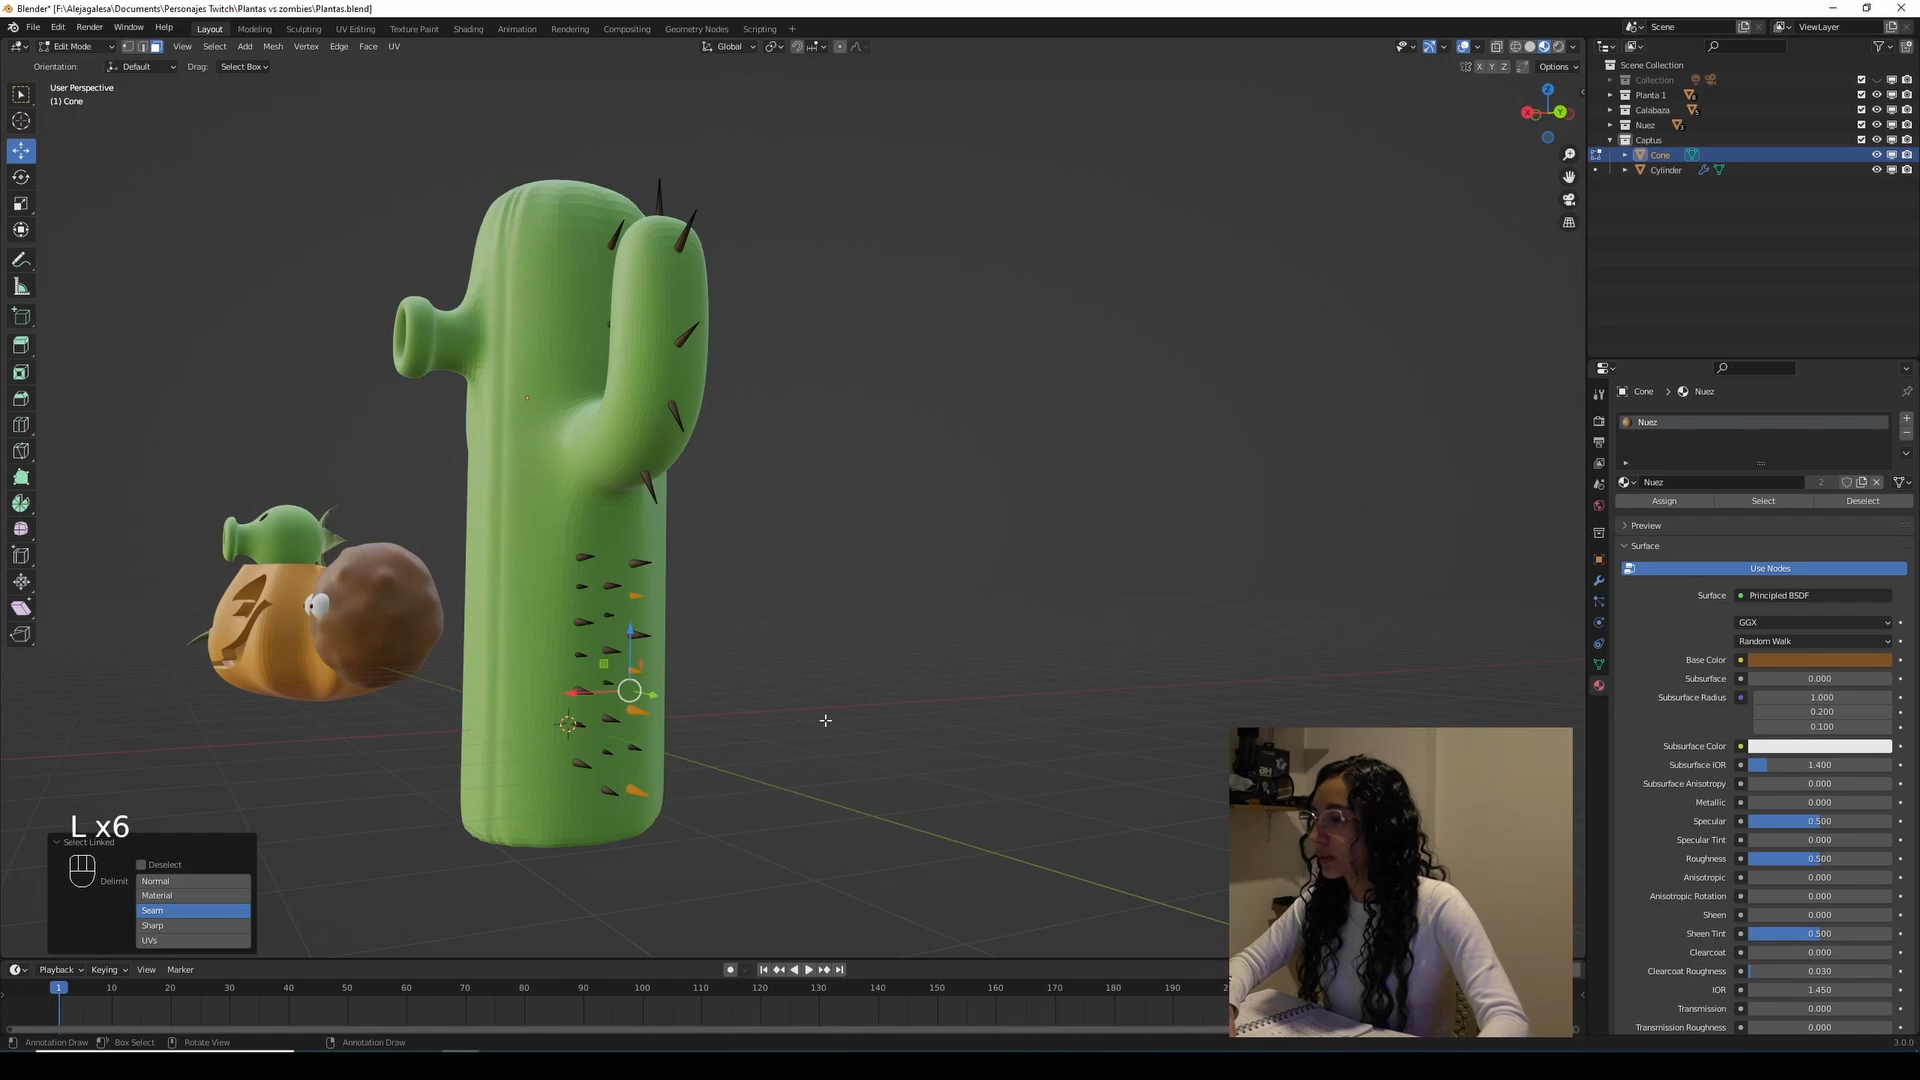 Blender* [F:\Alejagalesa\Documents\Personajes Twitch\Plantas vs zombies\Plantas.blend]
File Edit Render Window Help Layout Modeling Sculpting UV Editing Texture Paint Shading Animation Rendering Compositing Geometry Nodes Scripting + Scene ViewLayer
Edit Mode View Select Add Mesh Vertex Edge Face UV Global
Orientation: Default Drag: Select Box X Y Z Options
User Perspective
(1) Cone
Scene Collection
Collection
Planta 1
Calabaza
Nuez
Captus
Cone
Cylinder
Cone > Nuez
Nuez
Nuez 2
Assign Select Deselect
Preview
Surface
Use Nodes
Surface Principled BSDF
GGX
Random Walk
Base Color
Subsurface 0.000
Subsurface Radius 1.000
0.200
0.100
Subsurface Color
Subsurface IOR 1.400
Subsurface Anisotropy 0.000
Metallic 0.000
Specular 0.500
Specular Tint 0.000
Roughness 0.500
Anisotropic 0.000
Anisotropic Rotation 0.000
Sheen 0.000
Sheen Tint 0.500
Clearcoat 0.000
Clearcoat Roughness 0.030
IOR 1.450
Transmission 0.000
Transmission Roughness 0.000
L x6
Select Linked
Deselect
Delimit Normal
Material
Seam
Sharp
UVs
Playback Keying View Marker
1 10 20 30 40 50 60 70 80 90 100 110 120 130 140 150 160 170 180 190
Annotation Draw Box Select Rotate View Annotation Draw 3.0.0